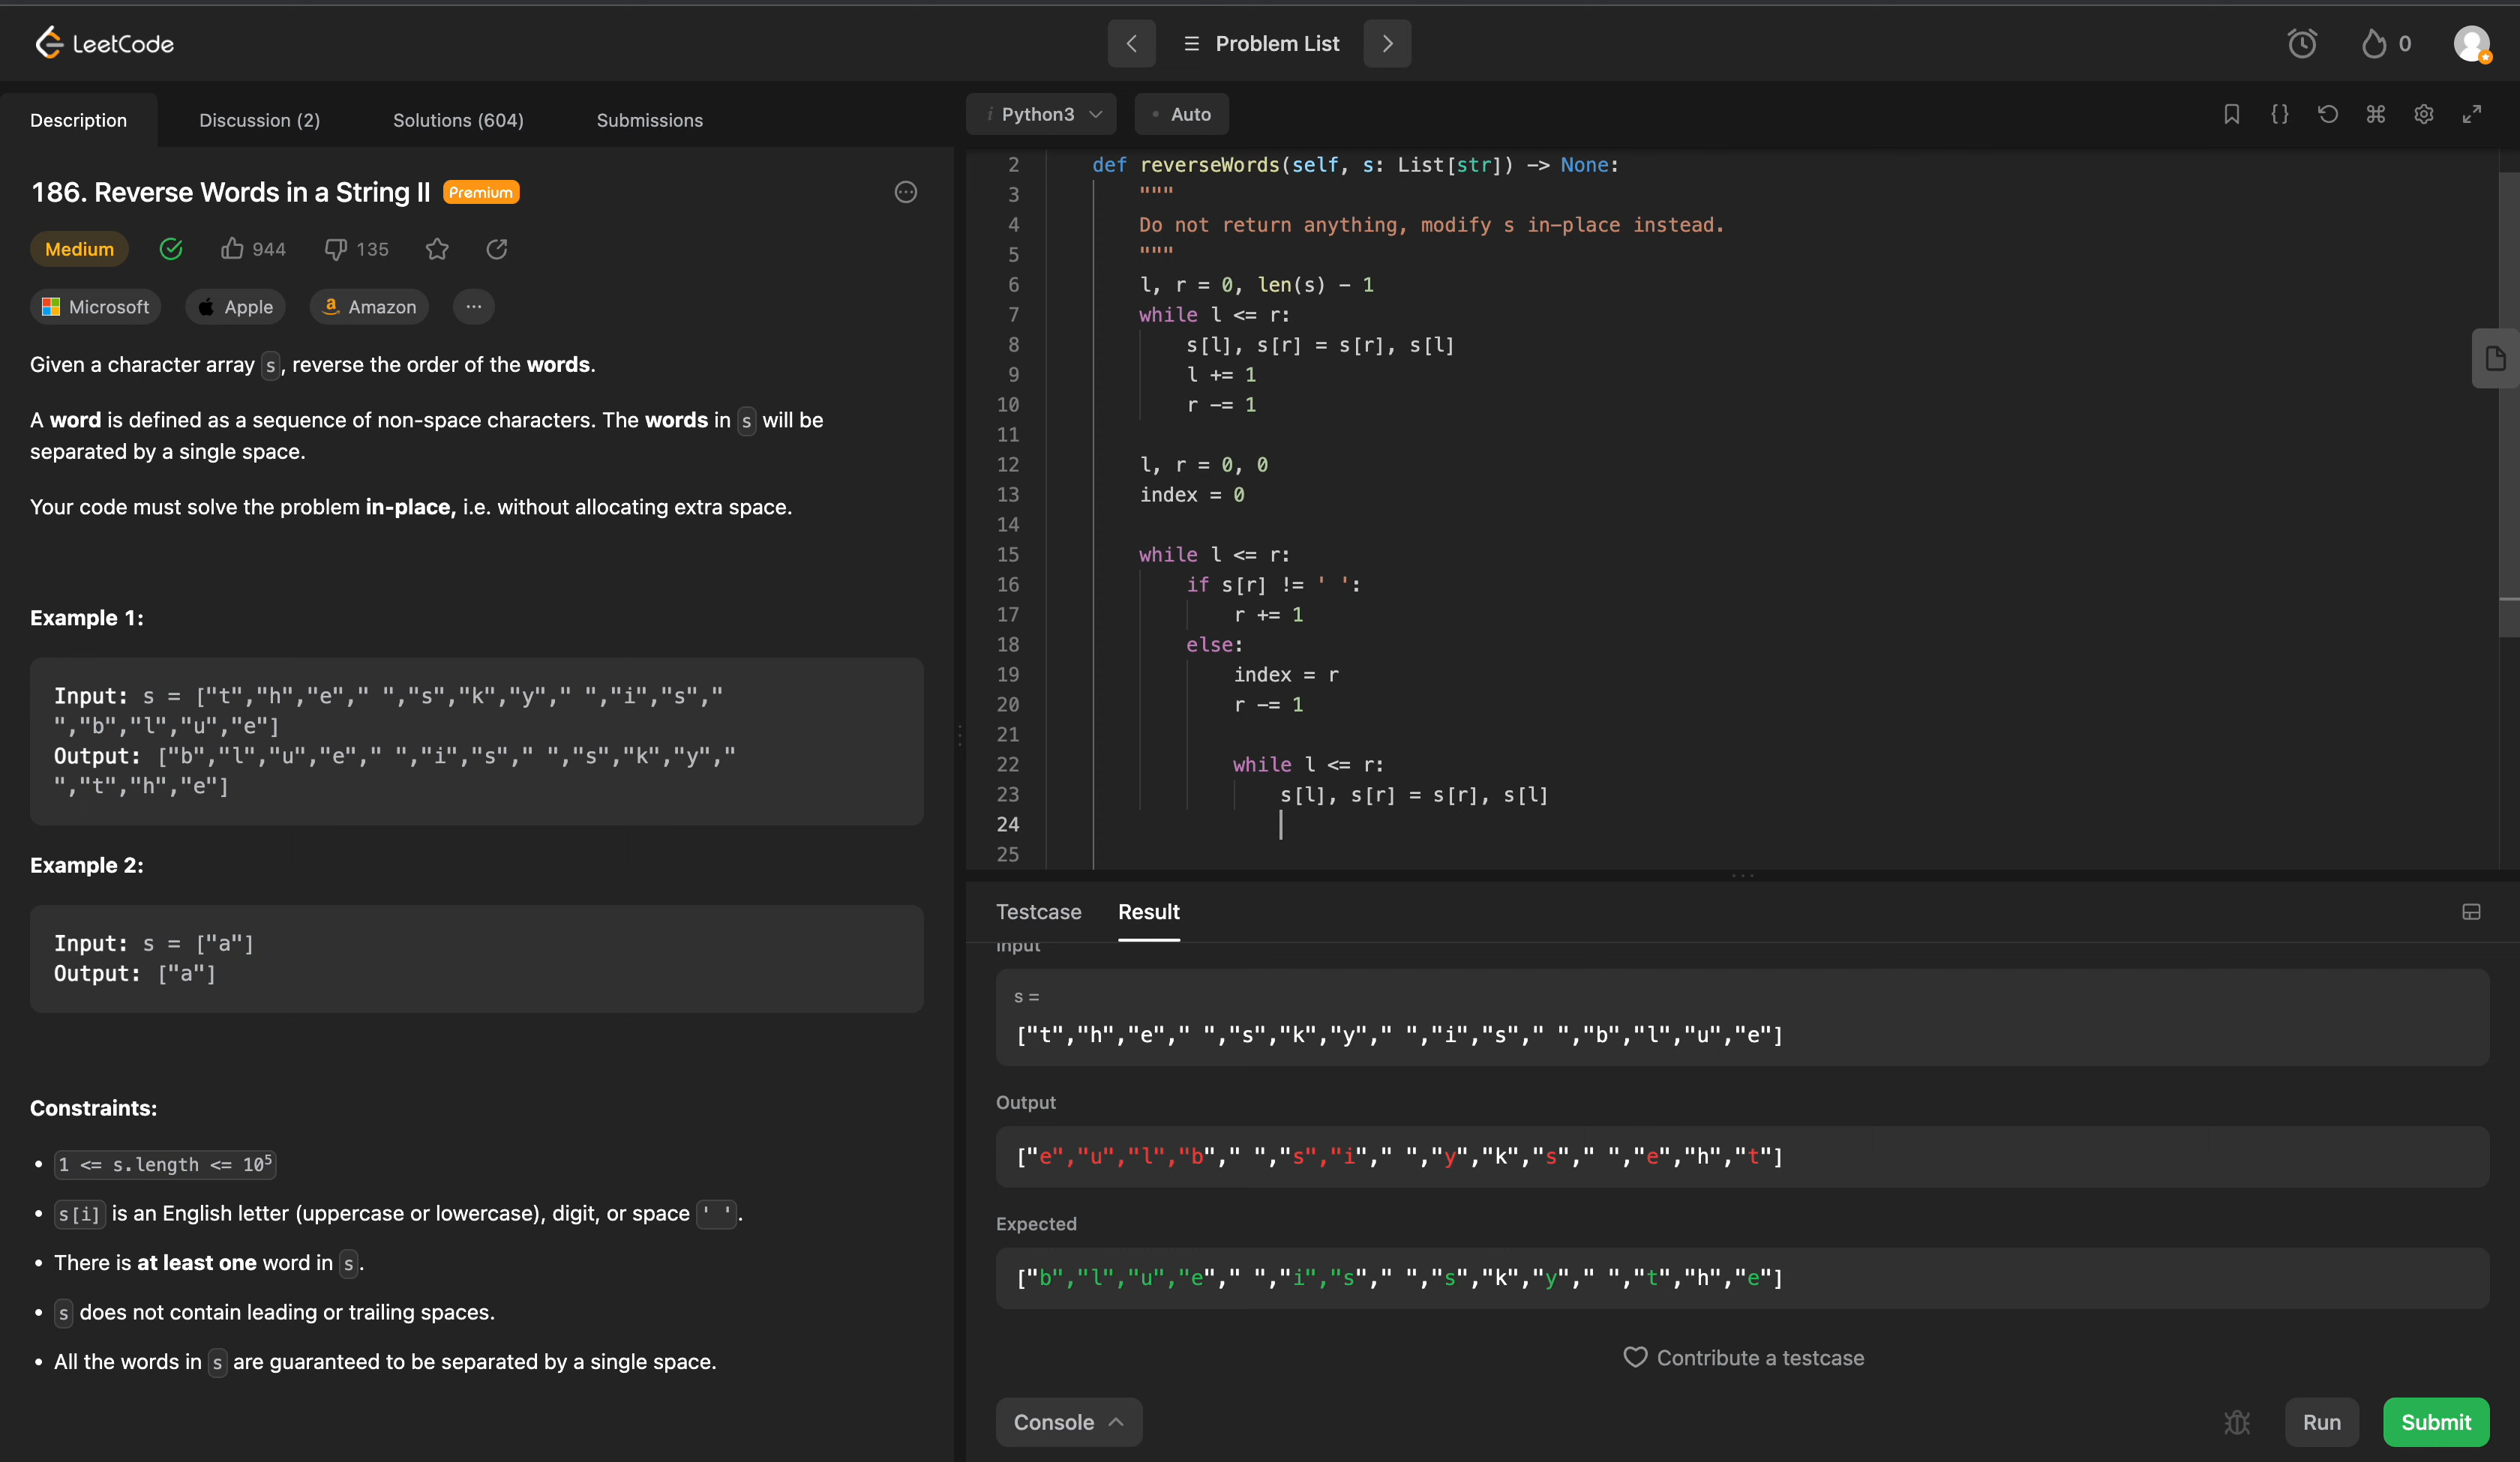 LeetCode
Problem List
0
Description
Discussion (2)
Solutions (604)
Submissions
186. Reverse Words in a String II
Premium
Medium
944
135
Microsoft
Apple
Amazon
...
Given a character array s, reverse the order of the words.
A word is defined as a sequence of non-space characters. The words in s will be
separated by a single space.
Your code must solve the problem in-place, i.e. without allocating extra space.
Example 1:
Input: s = ["t","h","e"," ","s","k","y"," ","i","s","
","b","l","u","e"]
Output: ["b","l","u","e"," ","i","s"," ","s","k","y","
","t","h","e"]
Example 2:
Input: s = ["a"]
Output: ["a"]
Constraints:
• 1 <= s.length <= 10⁵
• s[i] is an English letter (uppercase or lowercase), digit, or space ' '.
• There is at least one word in s.
• s does not contain leading or trailing spaces.
• All the words in s are guaranteed to be separated by a single space.
i Python3
• Auto
{}
2 def reverseWords(self, s: List[str]) -> None:
3 """
4 Do not return anything, modify s in-place instead.
5 """
6 l, r = 0, len(s) - 1
7 while l <= r:
8 s[l], s[r] = s[r], s[l]
9 l += 1
10 r -= 1
11
12 l, r = 0, 0
13 index = 0
14
15 while l <= r:
16 if s[r] != ' ':
17 r += 1
18 else:
19 index = r
20 r -= 1
21
22 while l <= r:
23 s[l], s[r] = s[r], s[l]
24
25
Testcase
Result
Input
s =
["t","h","e"," ","s","k","y"," ","i","s"," ","b","l","u","e"]
Output
["e","u","l","b"," ","s","i"," ","y","k","s"," ","e","h","t"]
Expected
["b","l","u","e"," ","i","s"," ","s","k","y"," ","t","h","e"]
Contribute a testcase
Console
Run
Submit